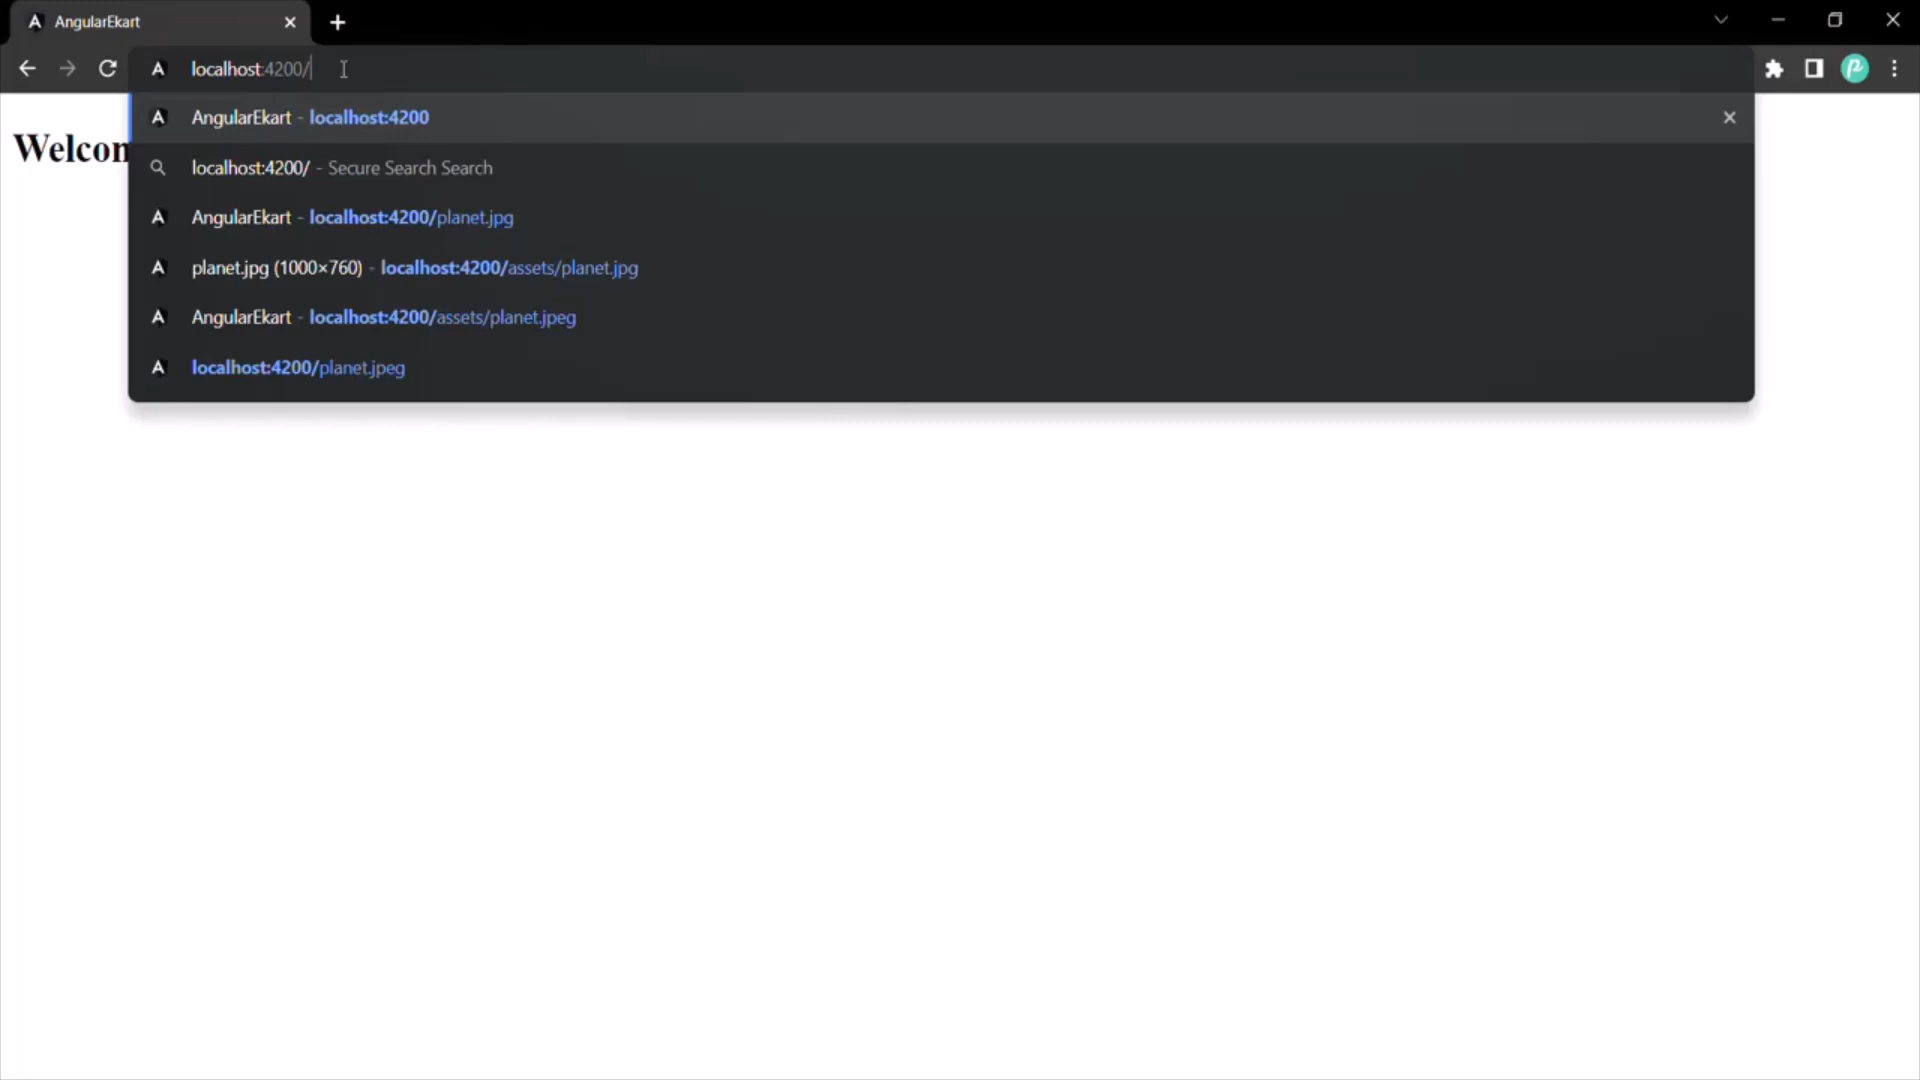 AngularEkart
localhost:4200/
AngularEkart - localhost:4200
localhost:4200/ - Secure Search Search
AngularEkart - localhost:4200/planet.jpg
planet.jpg (1000×760) - localhost:4200/assets/planet.jpg
AngularEkart - localhost:4200/assets/planet.jpeg
localhost:4200/planet.jpeg
Welcom